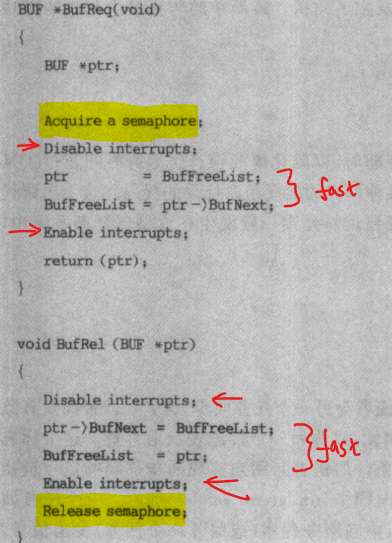 BUF *BufReq(void)
{
BUF *ptr;
Acquire a semaphore;
Disable interrupts;
ptr = BufFreeList; } fast
BufFreeList = ptr->BufNext;
Enable interrupts;
return (ptr);
}
void BufRel (BUF *ptr)
{
Disable interrupts;
ptr->BufNext = BufFreeList; } fast
BufFreeList = ptr;
Enable interrupts;
Release semaphore;
}